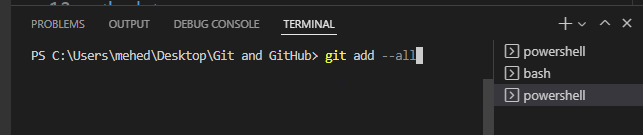 PROBLEMS OUTPUT DEBUG CONSOLE TERMINAL
PS C:\Users\mehed\Desktop\Git and GitHub> git add --all
powershell
bash
powershell